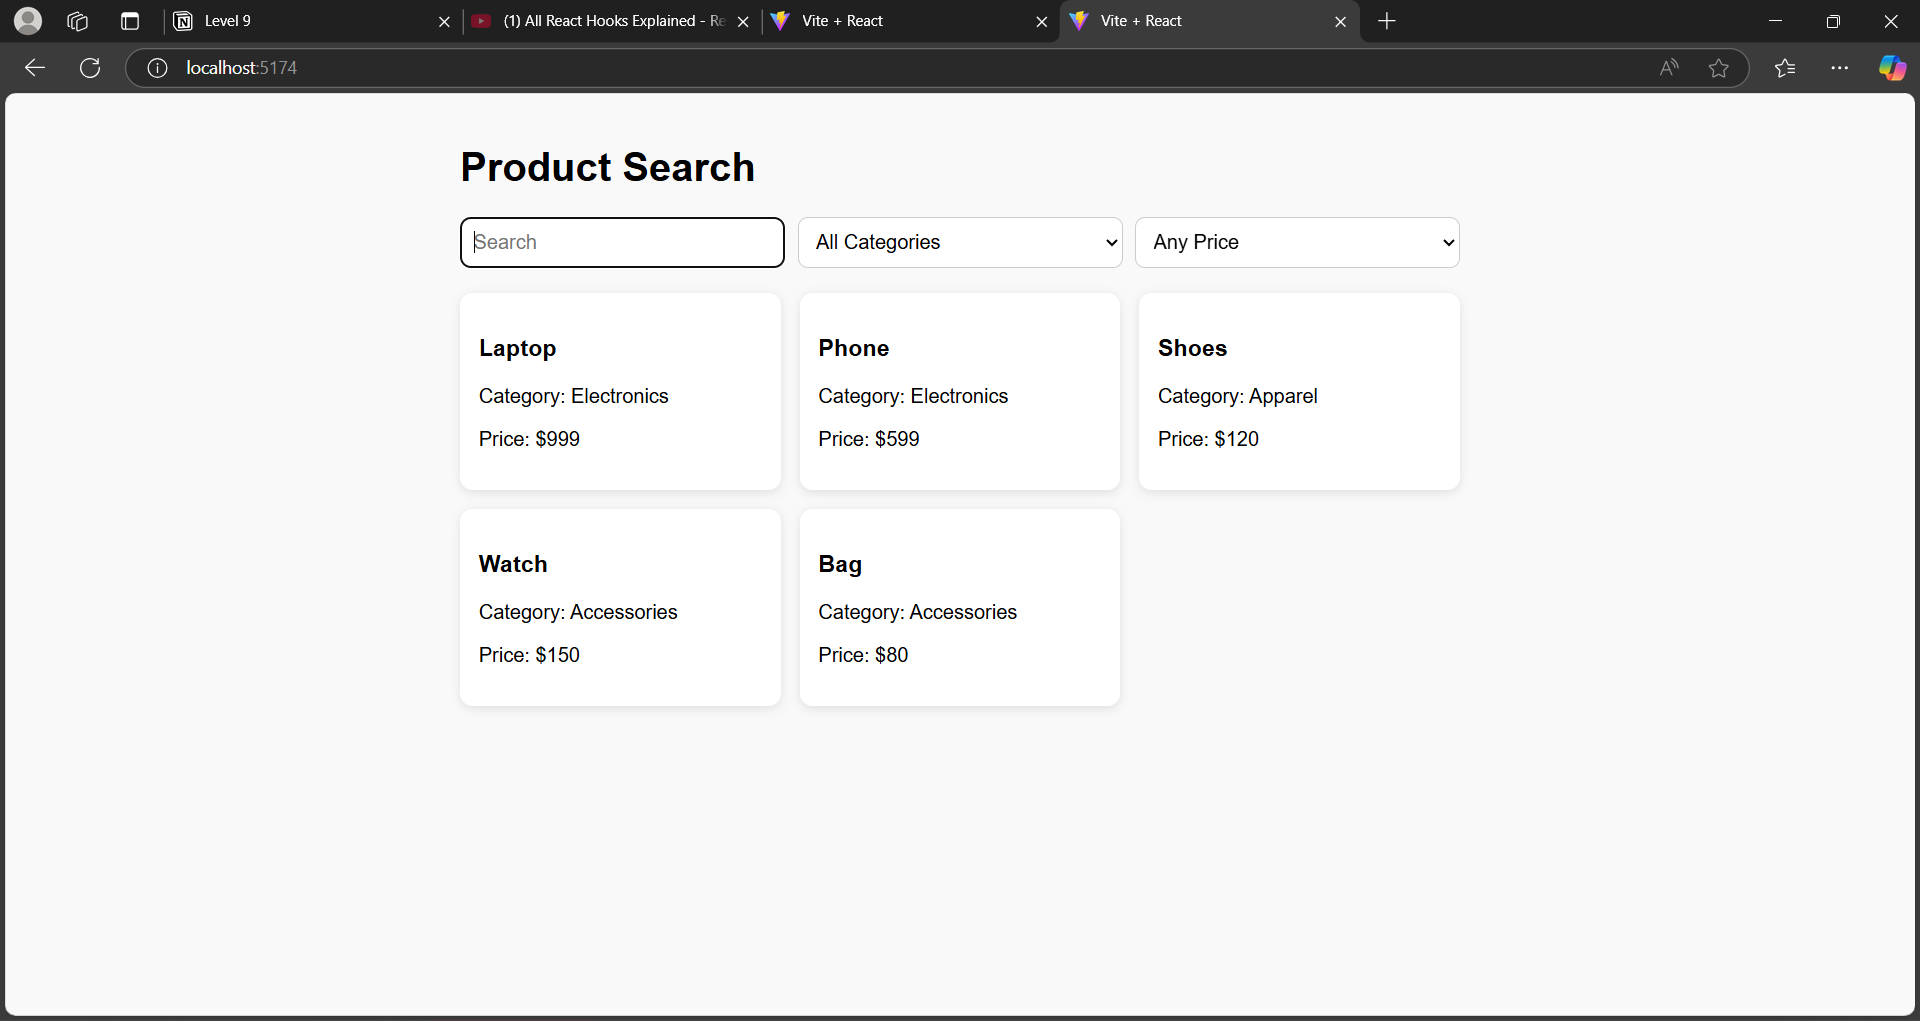 Level 9
(1) All React Hooks Explained - Re
Vite + React
Vite + React
localhost:5174
Product Search
Search
All Categories
Any Price
Laptop
Category: Electronics
Price: $999
Phone
Category: Electronics
Price: $599
Shoes
Category: Apparel
Price: $120
Watch
Category: Accessories
Price: $150
Bag
Category: Accessories
Price: $80